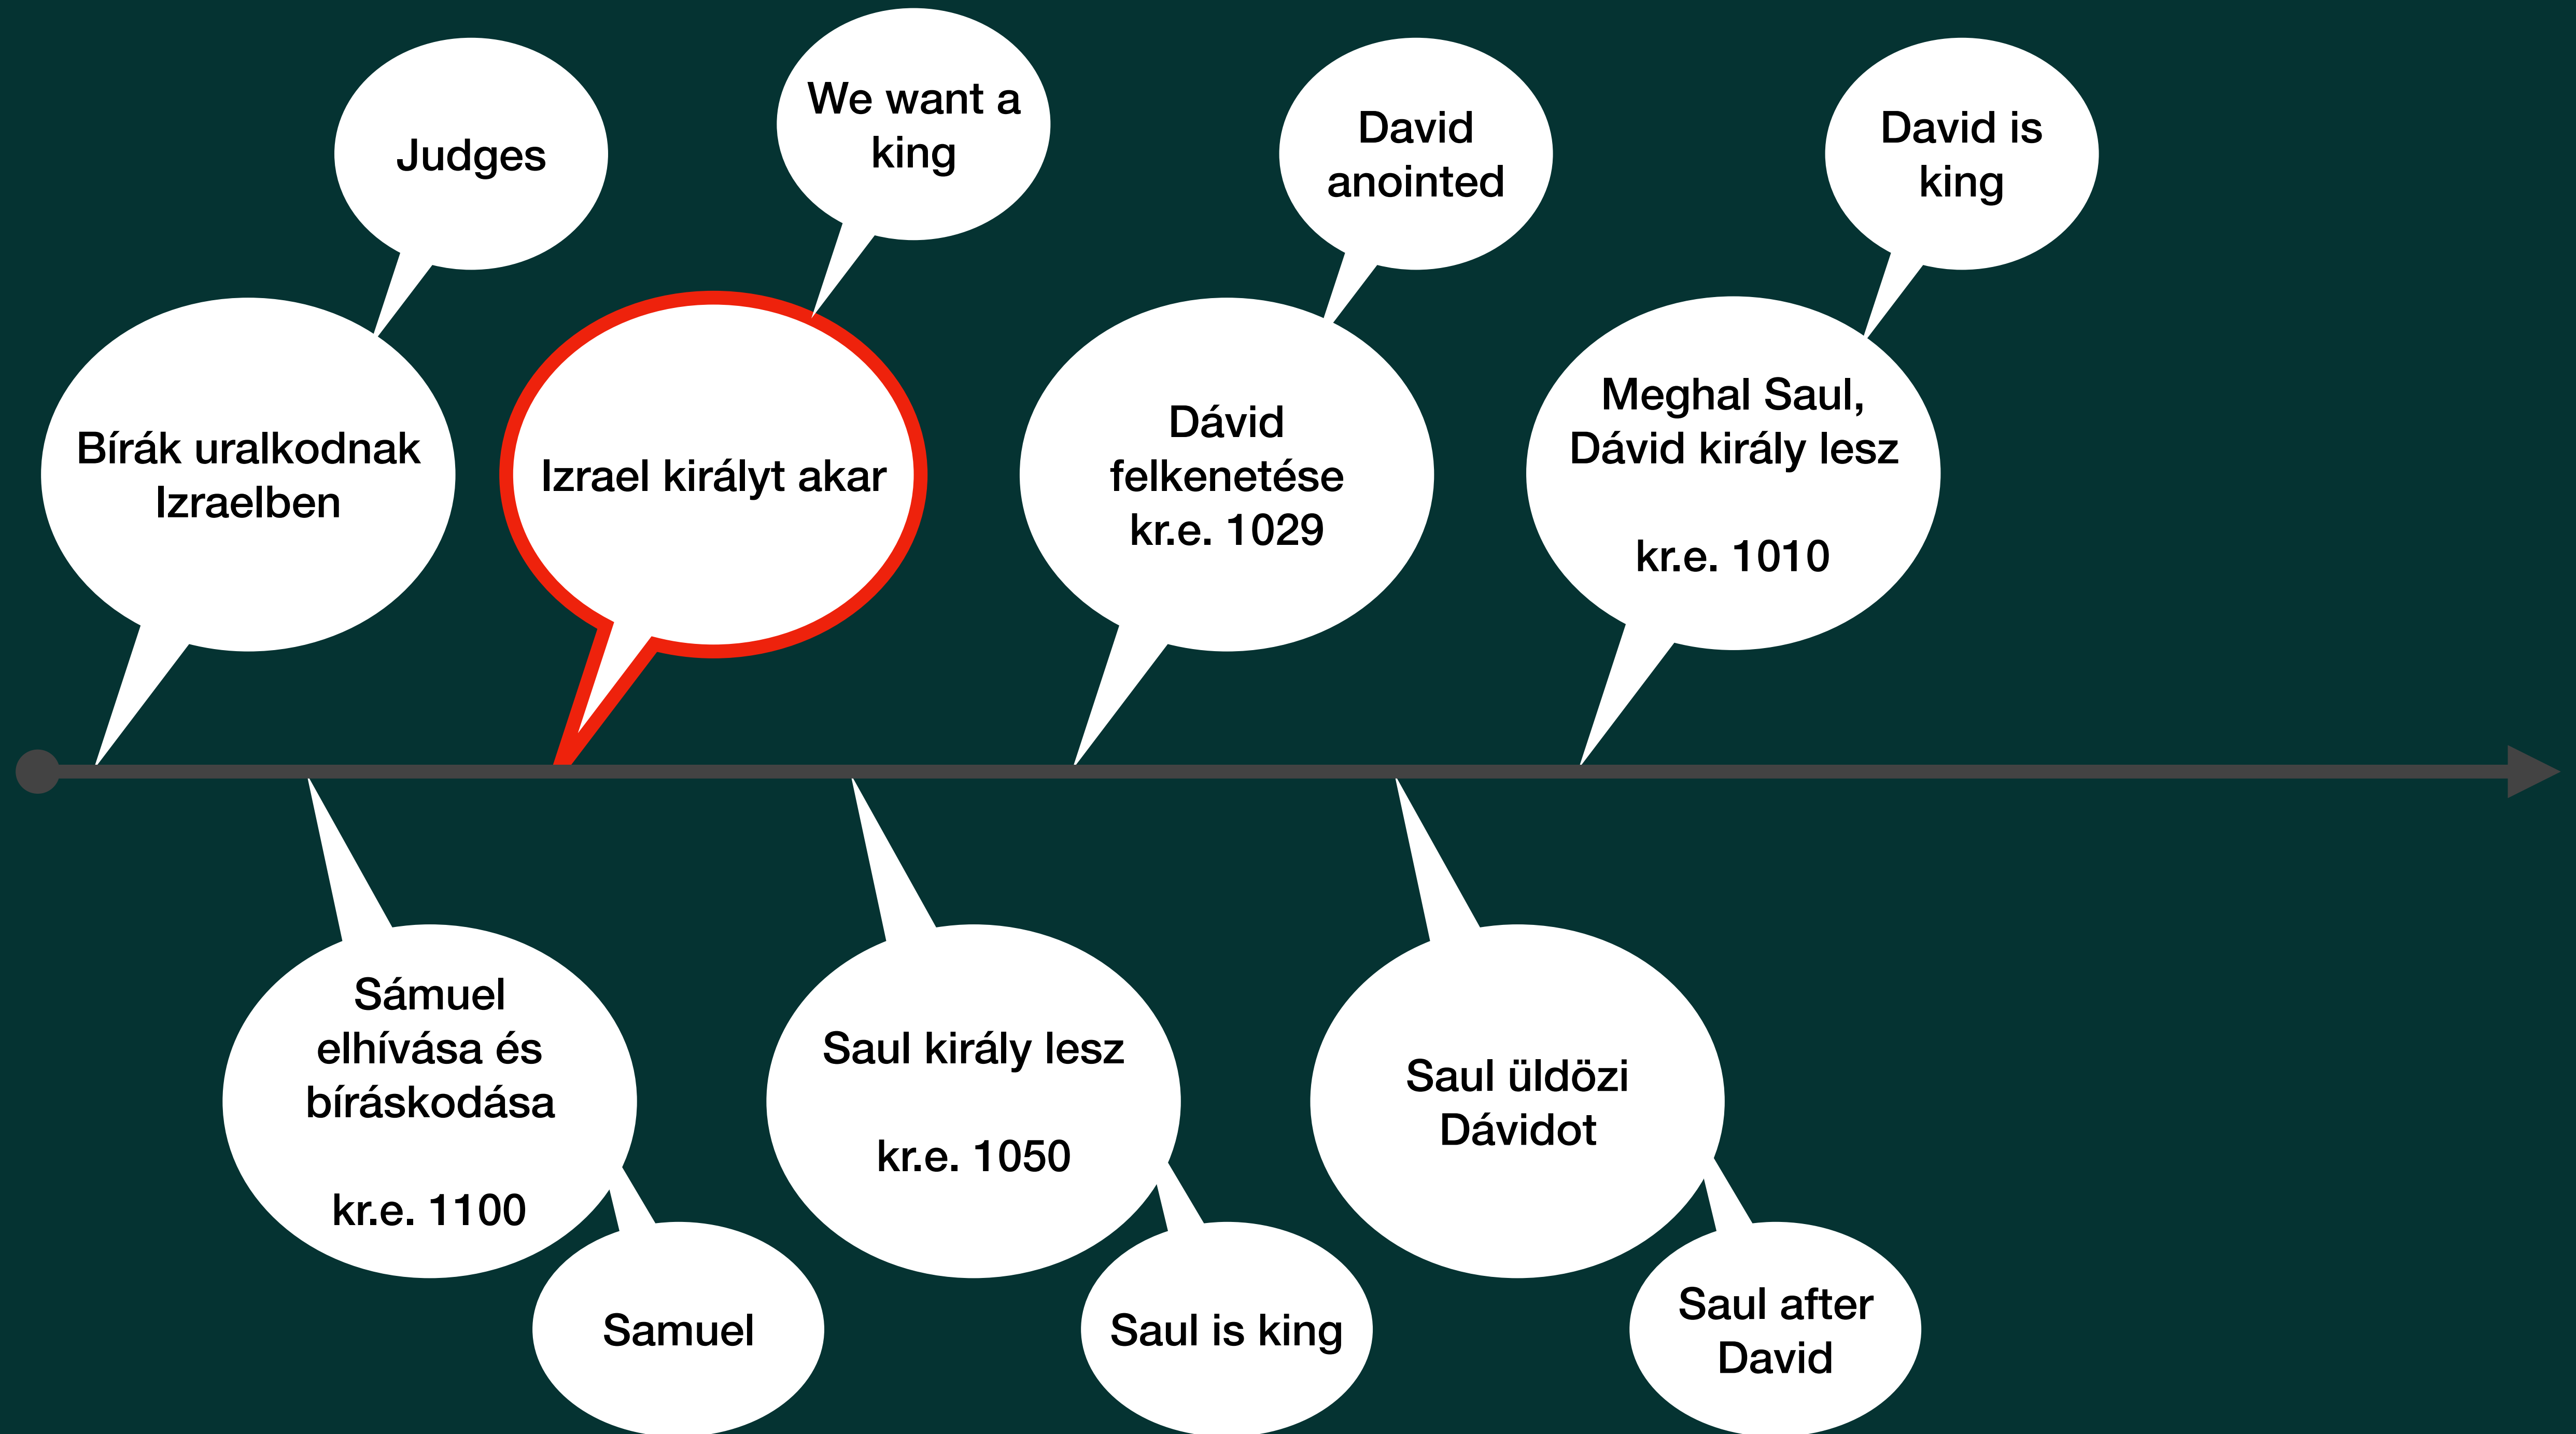 Judges
We want a
king
David
anointed
David is
king
Bírák uralkodnak
Izraelben
Izrael királyt akar
Dávid
felkenetése
kr.e. 1029
Meghal Saul,
Dávid király lesz
kr.e. 1010
Sámuel
elhívása és
bíráskodása
kr.e. 1100
Saul király lesz
kr.e. 1050
Saul üldözi
Dávidot
Samuel
Saul is king
Saul after
David